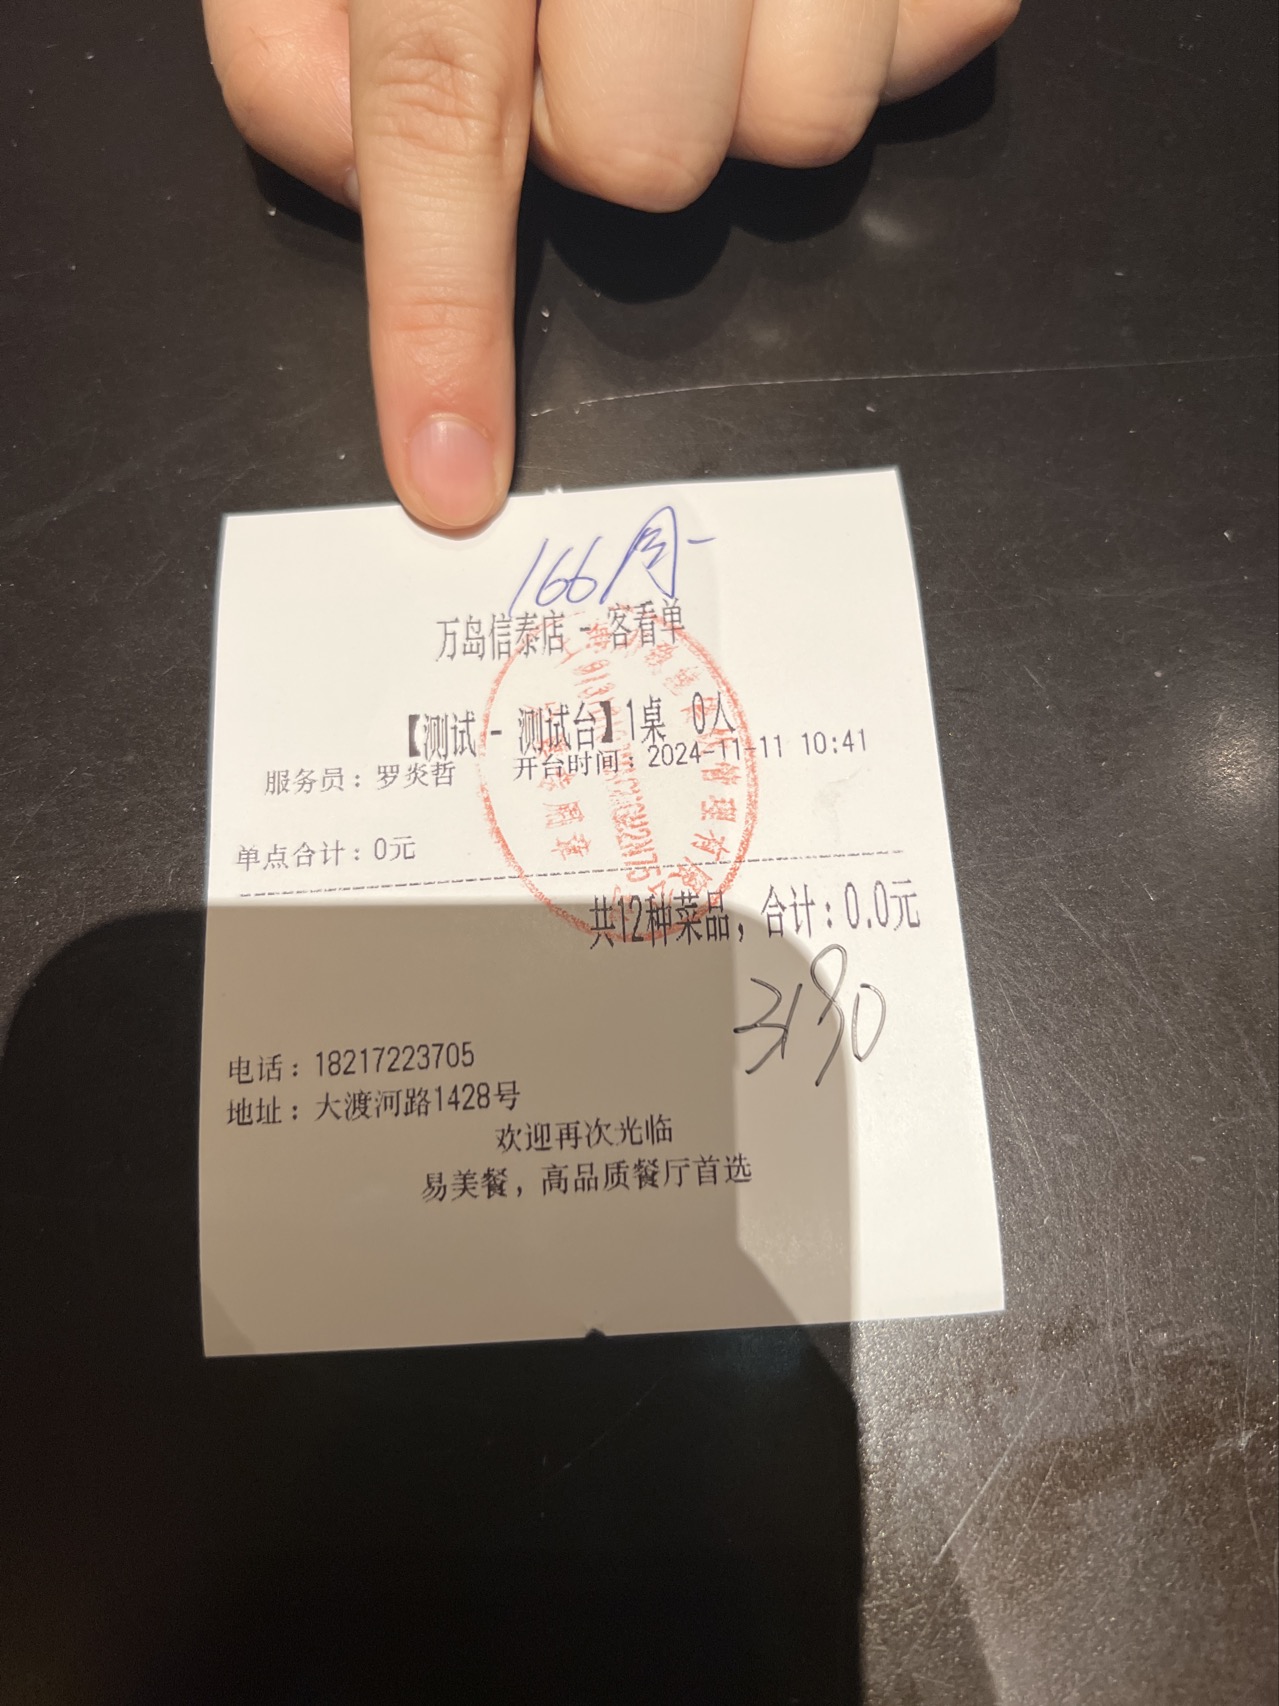 166
万岛信泰店 - 客看单
【测试 - 测试台】1桌 0人
服务员：罗炎哲 开台时间：2024-11-11 10:41
单点合计：0元
共12种菜品，合计：0.0元
3190
电话：18217223705
地址：大渡河路1428号
欢迎再次光临
易美餐，高品质餐厅首选